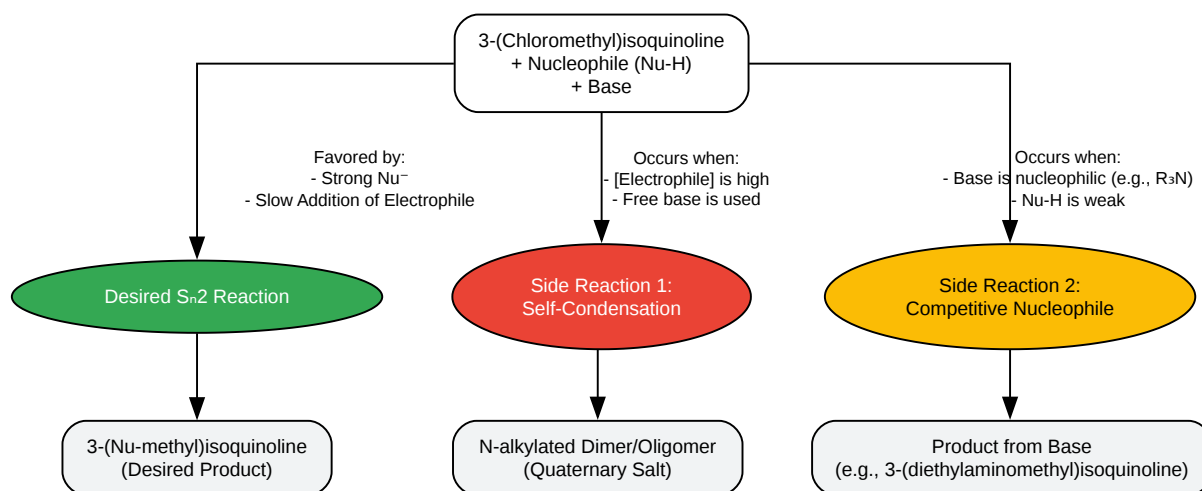 3-(Chloromethyl)isoquinoline
+ Nucleophile (Nu-H)
+ Base
Favored by:
- Strong Nu⁻
- Slow Addition of Electrophile
Occurs when:
- [Electrophile] is high
- Free base is used
Occurs when:
- Base is nucleophilic (e.g., R₃N)
- Nu-H is weak
Desired Sₙ2 Reaction
Side Reaction 1:
Self-Condensation
Side Reaction 2:
Competitive Nucleophile
3-(Nu-methyl)isoquinoline
(Desired Product)
N-alkylated Dimer/Oligomer
(Quaternary Salt)
Product from Base
(e.g., 3-(diethylaminomethyl)isoquinoline)